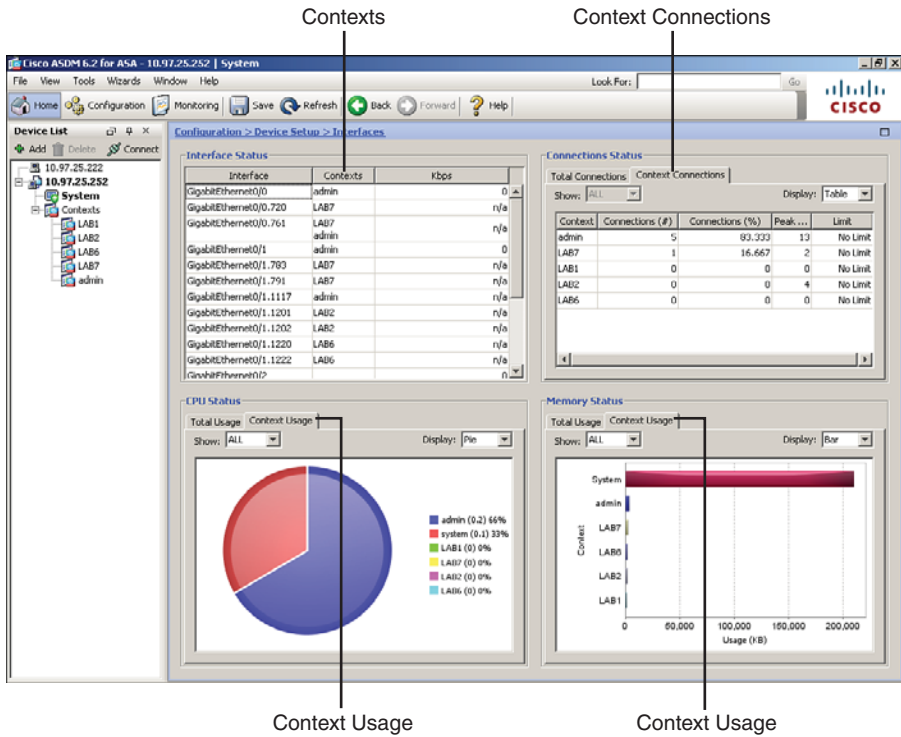 Contexts
Context Connections
Cisco ASDM 6.2 for ASA - 10.97.25.252 | System
File View Tools Wizards Window Help
Look For: Go
Home Configuration Monitoring Save Refresh Back Forward Help
CISCO
Device List
Add Delete Connect
10.97.25.222
10.97.25.252
System
Contexts
LAB1
LAB2
LAB6
LAB7
admin
Configuration > Device Setup > Interfaces
Interface Status
Interface Contexts Kbps
GigabitEthernet0/0 admin 0
GigabitEthernet0/0.720 LAB7 n/a
GigabitEthernet0/0.761 LAB7 admin n/a
GigabitEthernet0/1 admin 0
GigabitEthernet0/1.783 LAB7 n/a
GigabitEthernet0/1.791 LAB7 n/a
GigabitEthernet0/1.1117 admin n/a
GigabitEthernet0/1.1201 LAB2 n/a
GigabitEthernet0/1.1202 LAB2 n/a
GigabitEthernet0/1.1220 LAB6 n/a
GigabitEthernet0/1.1222 LAB6 n/a
GigabitEthernet0/2 0
Connections Status
Total Connections Context Connections
Show: ALL Display: Table
Context Connections (#) Connections (%) Peak ... Limit
admin 5 83.333 13 No Limit
LAB7 1 16.667 2 No Limit
LAB1 0 0 0 No Limit
LAB2 0 0 4 No Limit
LAB6 0 0 0 No Limit
CPU Status
Total Usage Context Usage
Show: ALL Display: Pie
admin (0.2) 66%
system (0.1) 33%
LAB1 (0) 0%
LAB7 (0) 0%
LAB2 (0) 0%
LAB6 (0) 0%
Memory Status
Total Usage Context Usage
Show: ALL Display: Bar
Context
System
admin
LAB7
LAB6
LAB2
LAB1
0 50,000 100,000 150,000 200,000
Usage (KB)
Context Usage
Context Usage